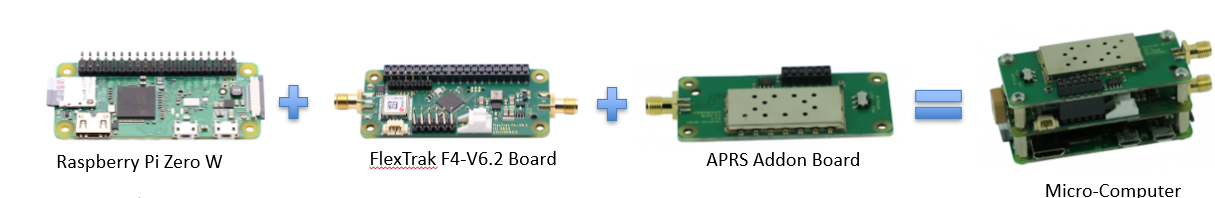 Raspberry Pi Zero W
FlexTrak F4-V6.2 Board
APRS Addon Board
Micro-Computer